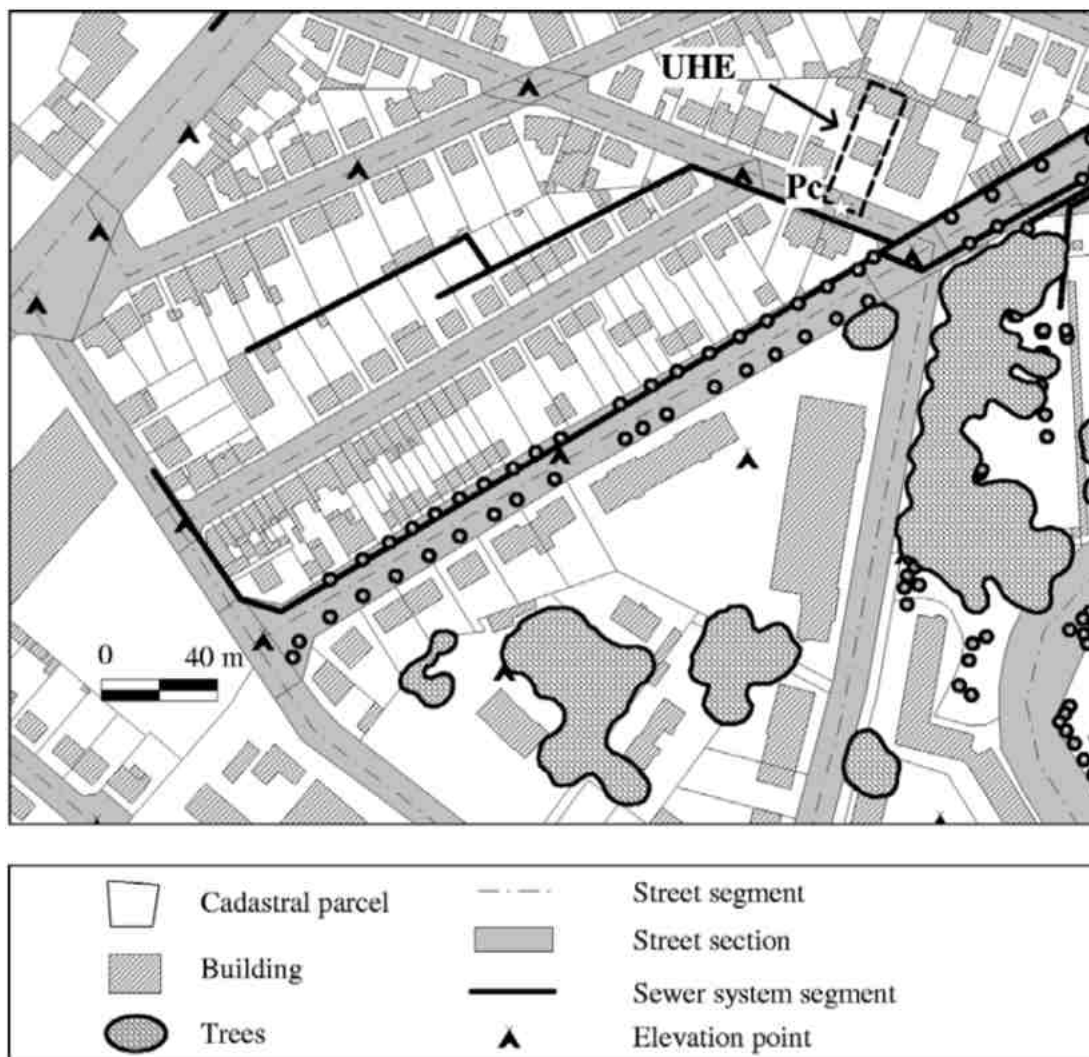 UHE
Pc
0 40 m
Cadastral parcel
Building
Trees
Street segment
Street section
Sewer system segment
Elevation point